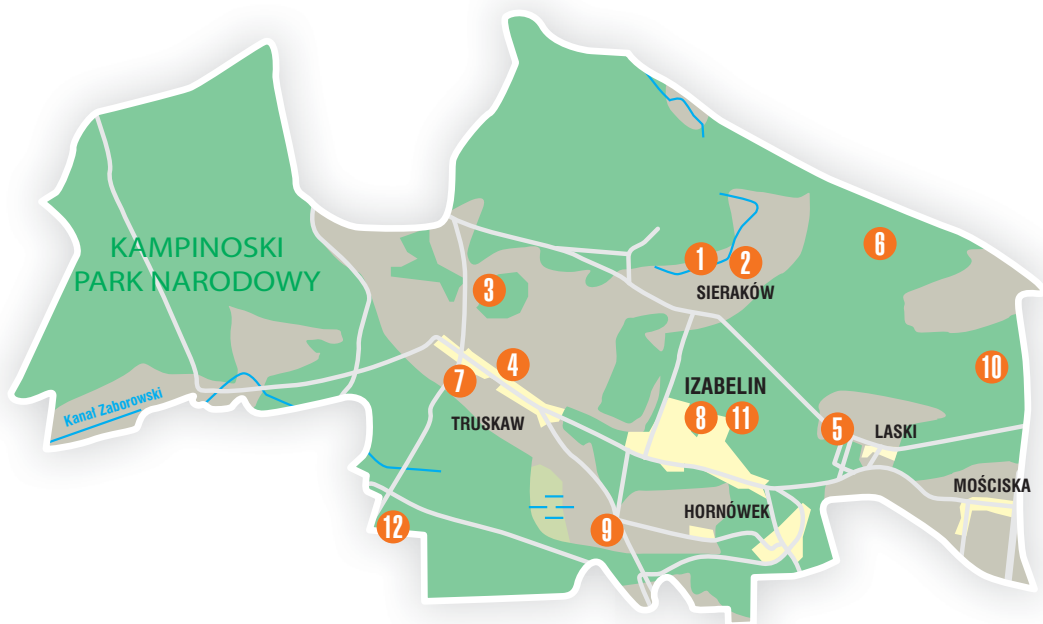 KAMPINOSKI
PARK NARODOWY
1
2
6
SIERAKÓW
3
4
10
7
IZABELIN
Kanał Zaborowski
8
11
TRUSKAW
5
LASKI
MOŚCISKA
HORNÓWEK
12
9